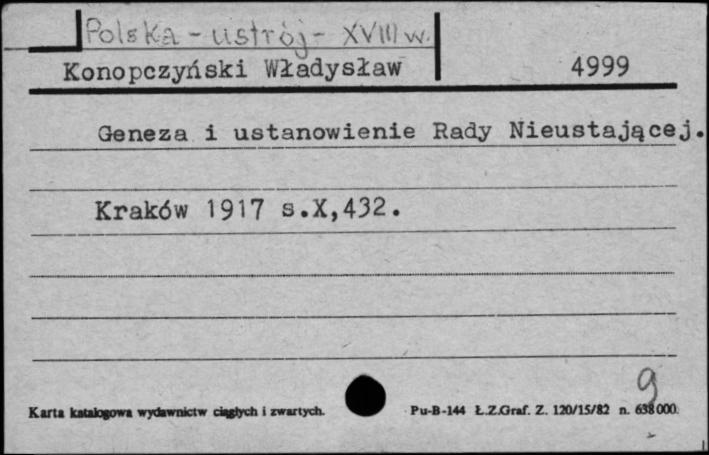 Polska - ustrój - XVIII w.
Konopczyński Władysław 4999
Geneza i ustanowienie Rady Nieustającej.
Kraków 1917 s.X,432.
g
Karta katalogowa wydawnictw ciągłych i zwartych. Pu-B-144 Ł.Z.Graf. Z. 120/15/82 n. 638000.